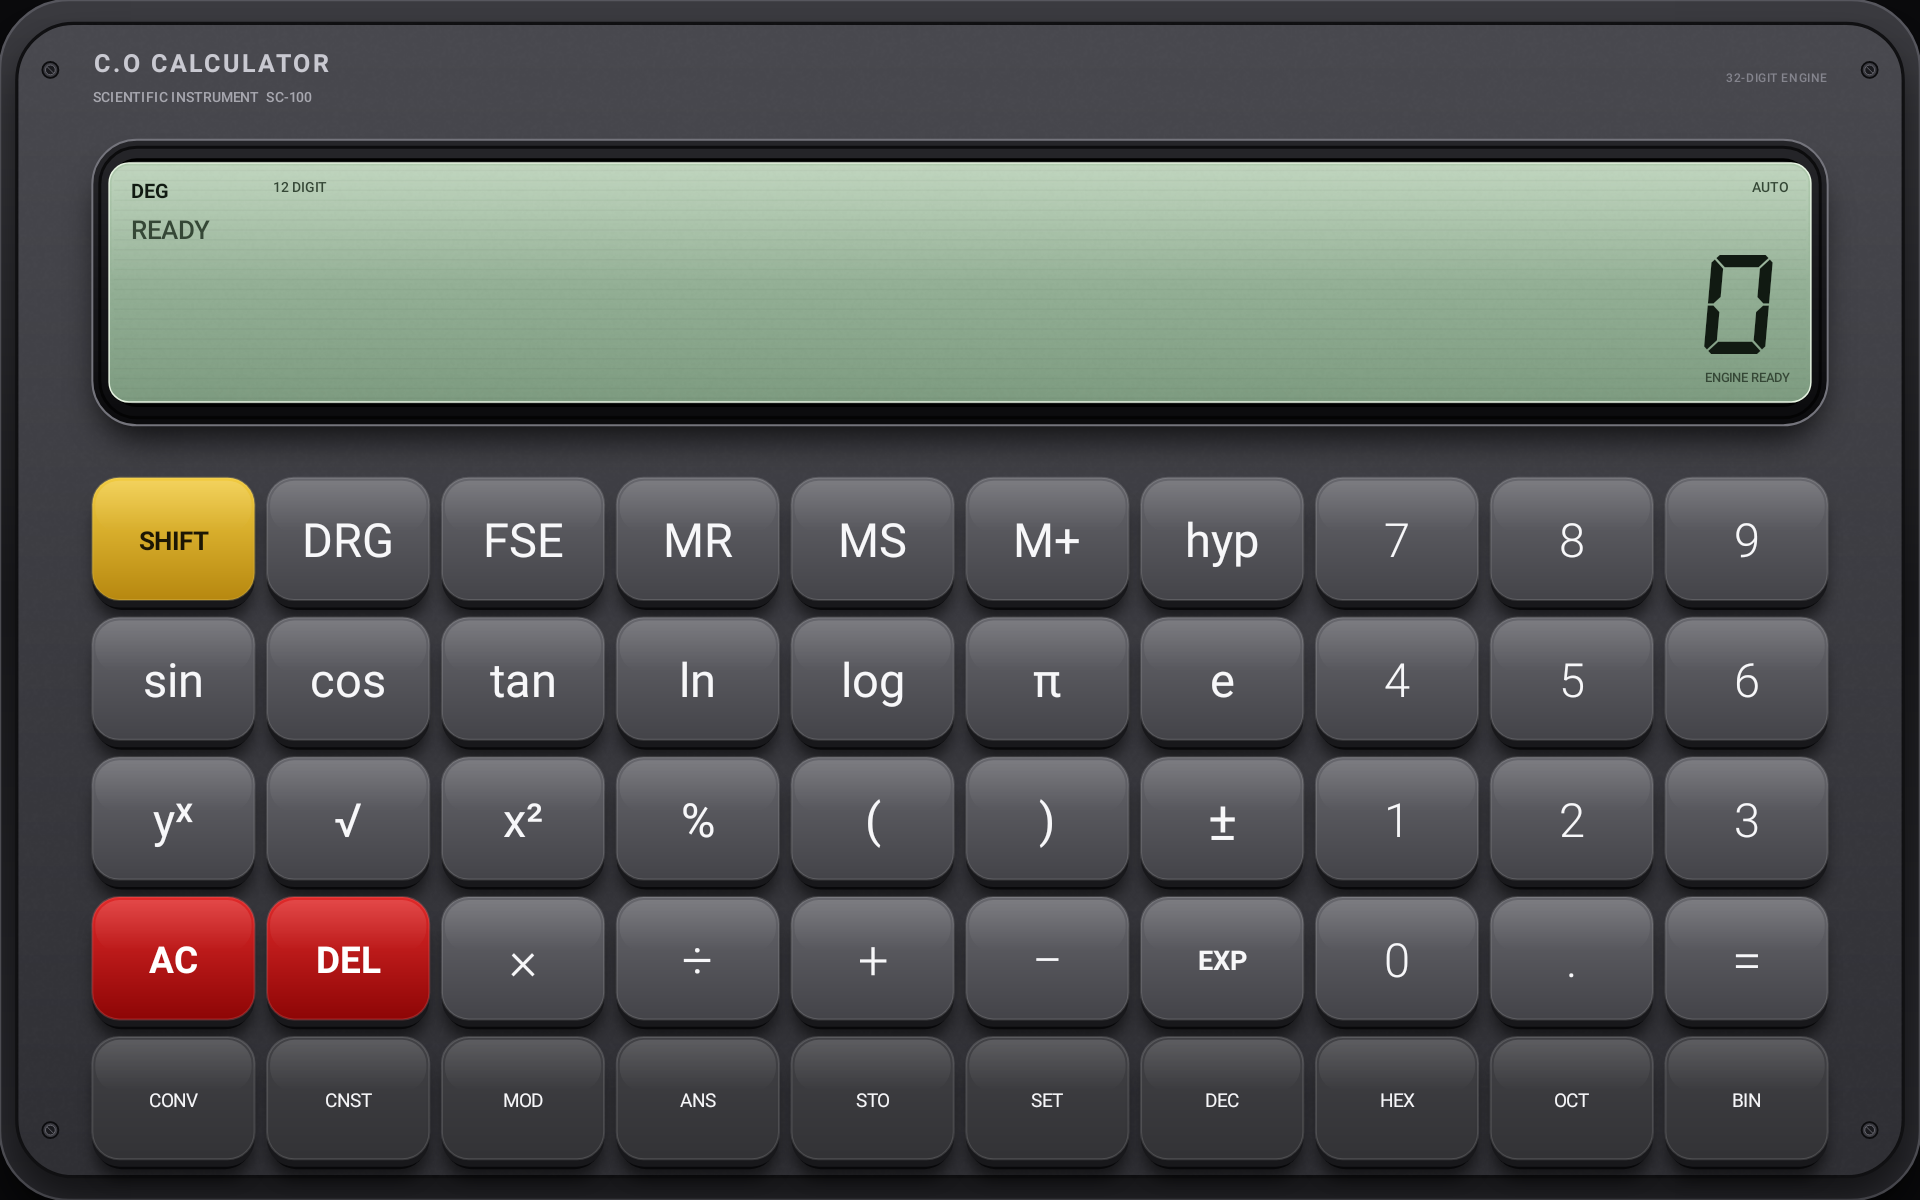 C.O CALCULATOR
SCIENTIFIC INSTRUMENT SC-100
32-DIGIT ENGINE
DEG 12 DIGIT AUTO
READY
0
ENGINE READY
SHIFT DRG FSE MR MS M+ hyp 7 8 9
sin cos tan ln log π e 4 5 6
yˣ √ x² % ( ) ± 1 2 3
AC DEL × ÷ + − EXP 0 . =
CONV CNST MOD ANS STO SET DEC HEX OCT BIN